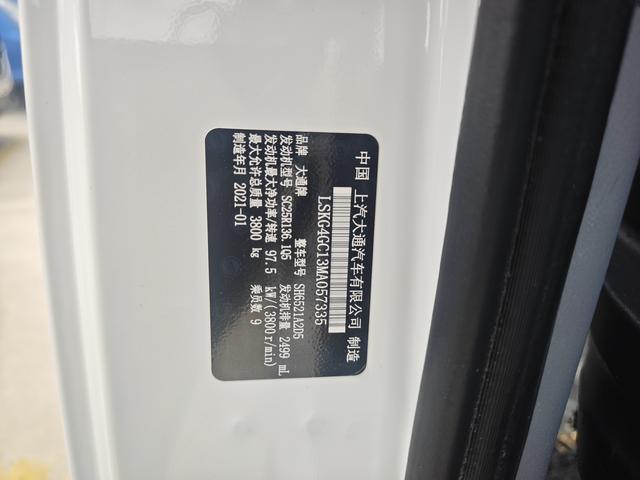 中国 上汽大通汽车有限公司 制造
LSKG4GC13MA057335
品牌 大通牌 整车型号 SH6521A2D5
发动机型号 SC25R136.1Q5 发动机排量 2499 mL
发动机最大净功率/转速 97.5 kW/(3800r/min)
最大允许总质量 3800 kg 乘员数 9
制造年月 2021-01